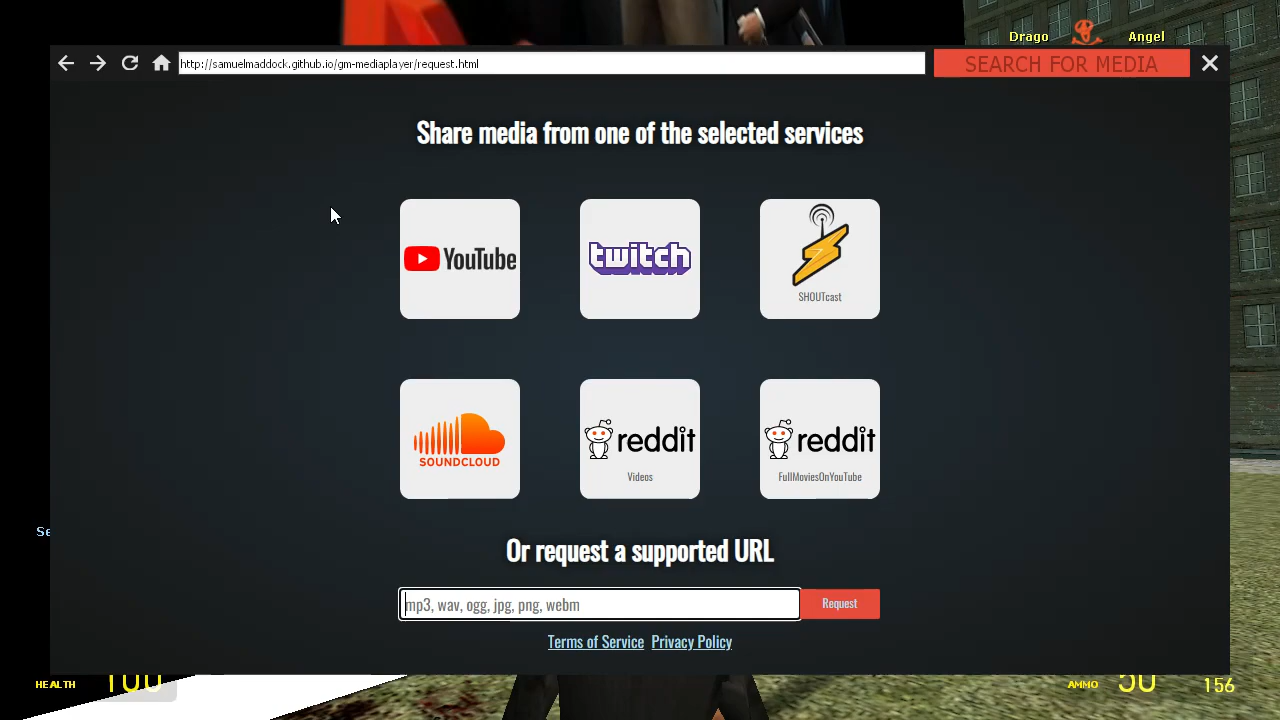 Drago Angel
http://samuelmaddock.github.io/gm-mediaplayer/request.html
SEARCH FOR MEDIA
Share media from one of the selected services
YouTube
twitch
SHOUTcast
SOUNDCLOUD
reddit
Videos
reddit
FullMoviesOnYouTube
Se
Or request a supported URL
mp3, wav, ogg, jpg, png, webm
Request
Terms of Service Privacy Policy
HEALTH 100
AMMO 50 156